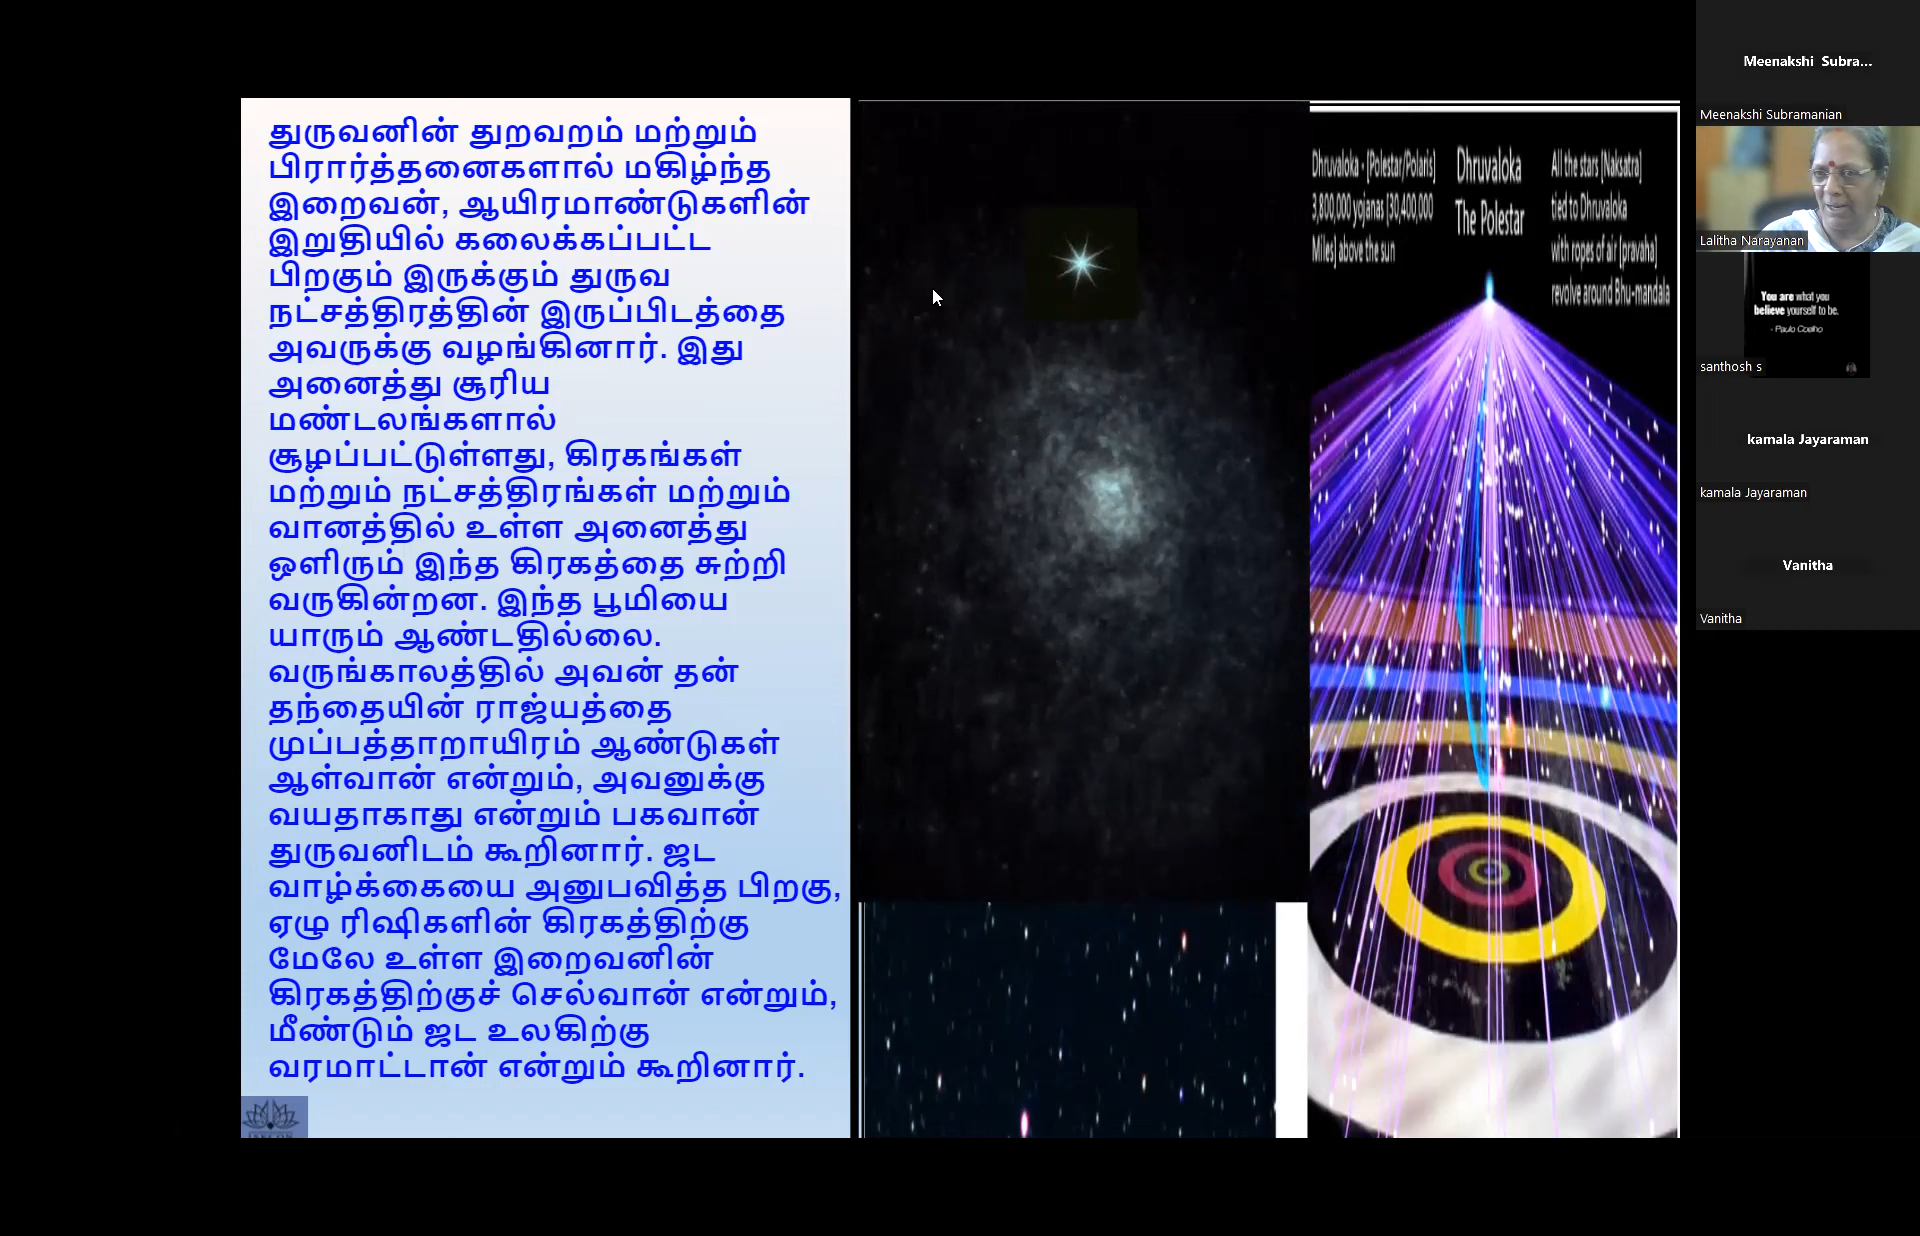 துருவனின் துறவறம் மற்றும்
பிரார்த்தனைகளால் மகிழ்ந்த
இறைவன், ஆயிரமாண்டுகளின்
இறுதியில் கலைக்கப்பட்ட
பிறகும் இருக்கும் துருவ
நட்சத்திரத்தின் இருப்பிடத்தை
அவருக்கு வழங்கினார். இது
அனைத்து சூரிய
மண்டலங்களால்
சூழப்பட்டுள்ளது, கிரகங்கள்
மற்றும் நட்சத்திரங்கள் மற்றும்
வானத்தில் உள்ள அனைத்து
ஒளிரும் இந்த கிரகத்தை சுற்றி
வருகின்றன. இந்த பூமியை
யாரும் ஆண்டதில்லை.
வருங்காலத்தில் அவன் தன்
தந்தையின் ராஜ்யத்தை
முப்பத்தாறாயிரம் ஆண்டுகள்
ஆள்வான் என்றும், அவனுக்கு
வயதாகாது என்றும் பகவான்
துருவனிடம் கூறினார். ஜட
வாழ்க்கையை அனுபவித்த பிறகு,
ஏழு ரிஷிகளின் கிரகத்திற்கு
மேலே உள்ள இறைவனின்
கிரகத்திற்குச் செல்வான் என்றும்,
மீண்டும் ஜட உலகிற்கு
வரமாட்டான் என்றும் கூறினார்.
Dhruvaloka - [Polestar/Polaris]
3,800,000 yojanas [30,400,000
Miles] above the sun
Dhruvaloka
The Polestar
All the stars [Naksatra]
tied to Dhruvaloka
with ropes of air [pravaha]
revolve around Bhu-mandala
Meenakshi Subra...
Meenakshi Subramanian
Lalitha Narayanan
You are what you
believe yourself to be.
- Paulo Coelho
santhosh s
kamala Jayaraman
kamala Jayaraman
Vanitha
Vanitha